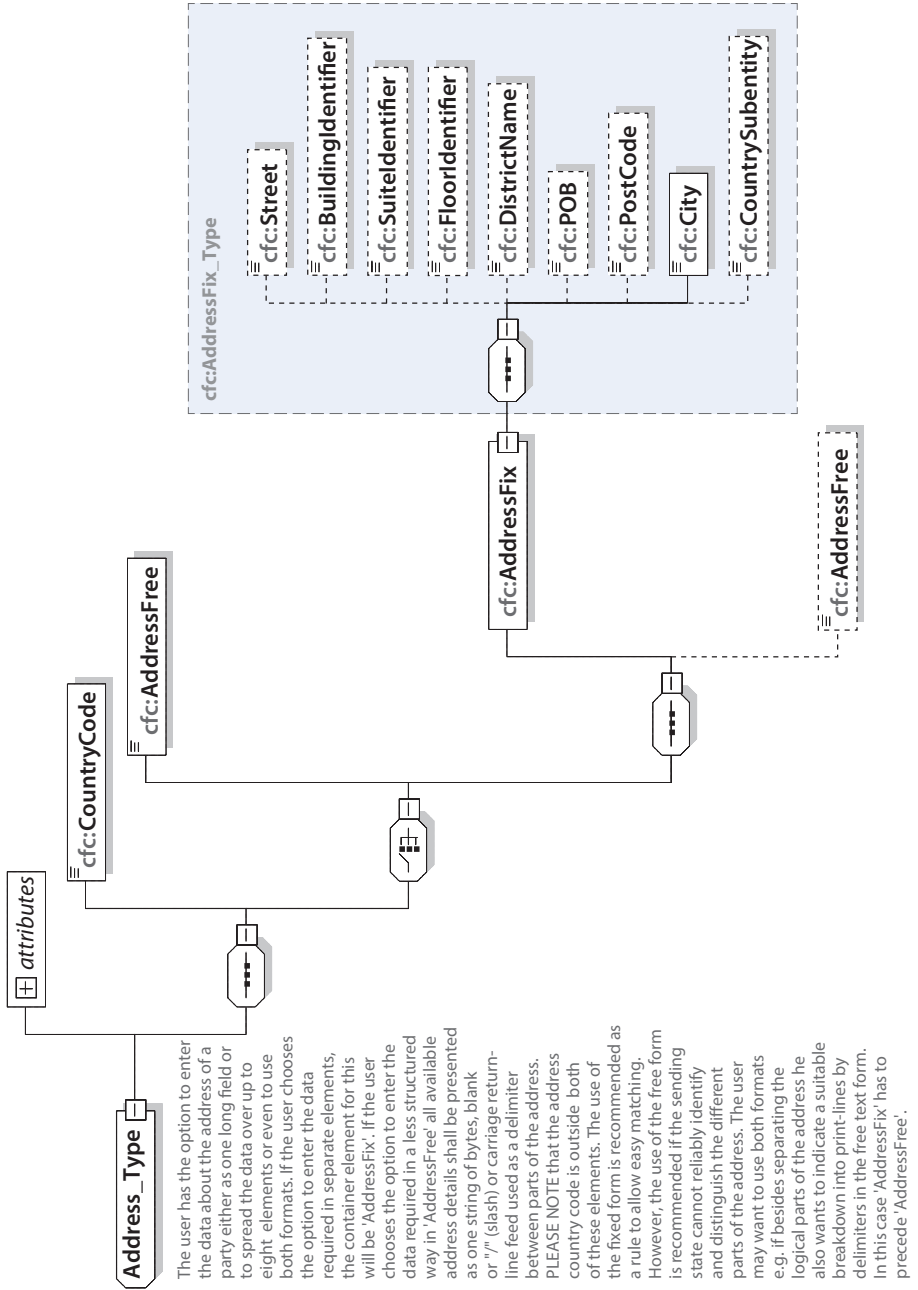 Address_Type
attributes
The user has the option to enter
the data about the address of a
party either as one long field or
to spread the data over up to
eight  elements or even to use
both formats. If the user chooses
the option to enter the data
required in separate elements,
the container element for this
will be 'AddressFix'. If the user
chooses the option to enter the
data required in a less structured
way in 'AddressFree' all available
address details shall be presented
as one string of bytes, blank
or "/" (slash) or carriage return-
line feed used as a delimiter
between parts of the address.
PLEASE NOTE that the address
country code is outside  both
of these elements. The use of
the fixed form is recommended as
a rule to allow easy matching.
However, the use of the free form
is recommended if the sending
state cannot reliably identify
and distinguish the different
parts of the address. The user
may want to use both formats
e.g. if besides separating the
logical parts of the address he
also wants to indicate a suitable
breakdown into print-lines by
delimiters in the free text form.
In this case 'AddressFix' has to
preced 'AddressFree'.
cfc:CountryCode
cfc:AddressFree
cfc:AddressFix
cfc:AddressFree
cfc:AddressFix_Type
cfc:Street
cfc:BuildingIdentifier
cfc:SuiteIdentifier
cfc:FloorIdentifier
cfc:DistrictName
cfc:POB
cfc:PostCode
cfc:City
cfc:CountrySubentity